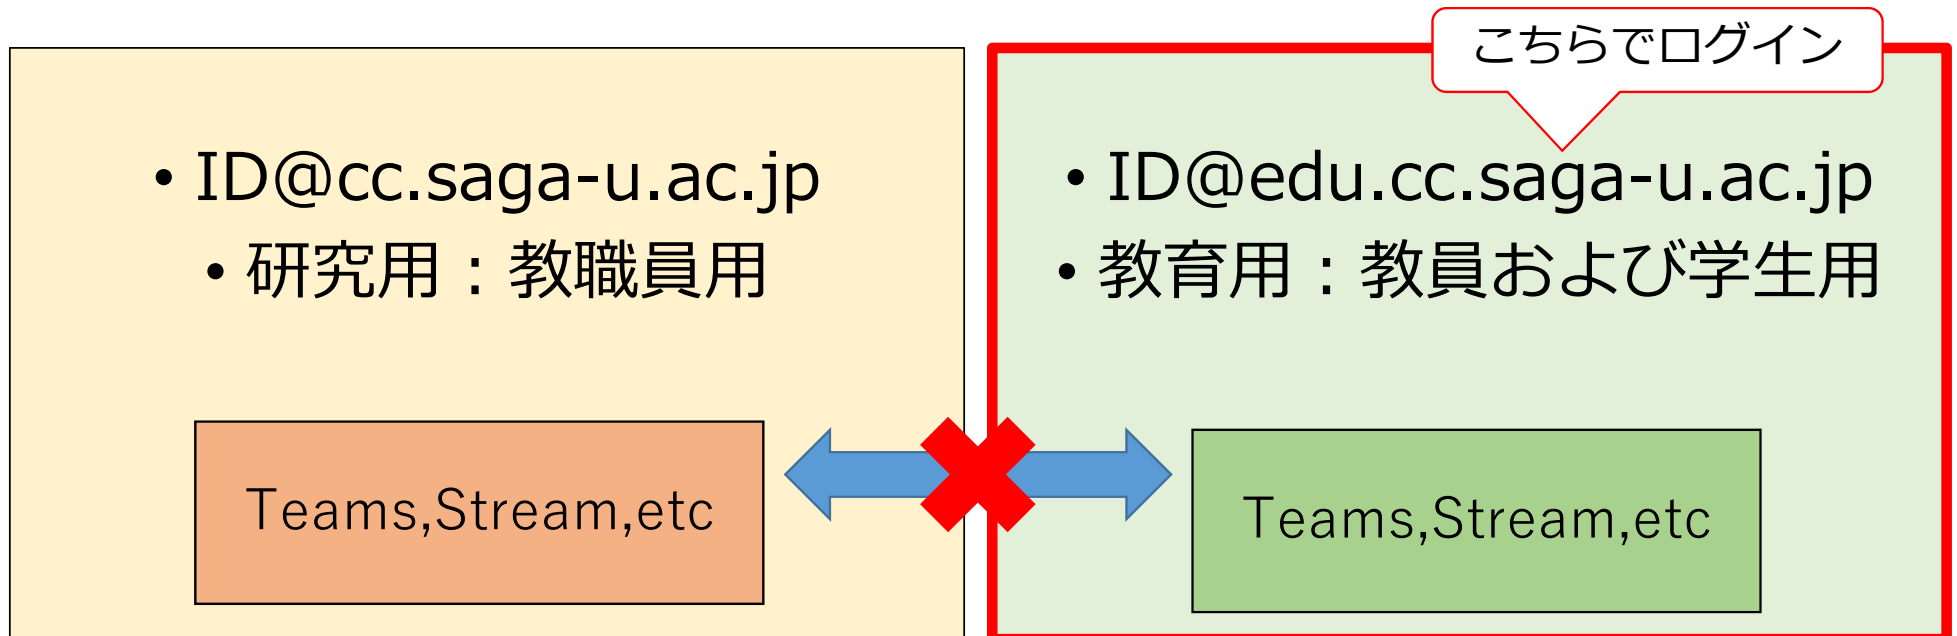 こちらでログイン
• ID@cc.saga-u.ac.jp
• 研究用：教職員用
Teams,Stream,etc
• ID@edu.cc.saga-u.ac.jp
• 教育用：教員および学生用
Teams,Stream,etc